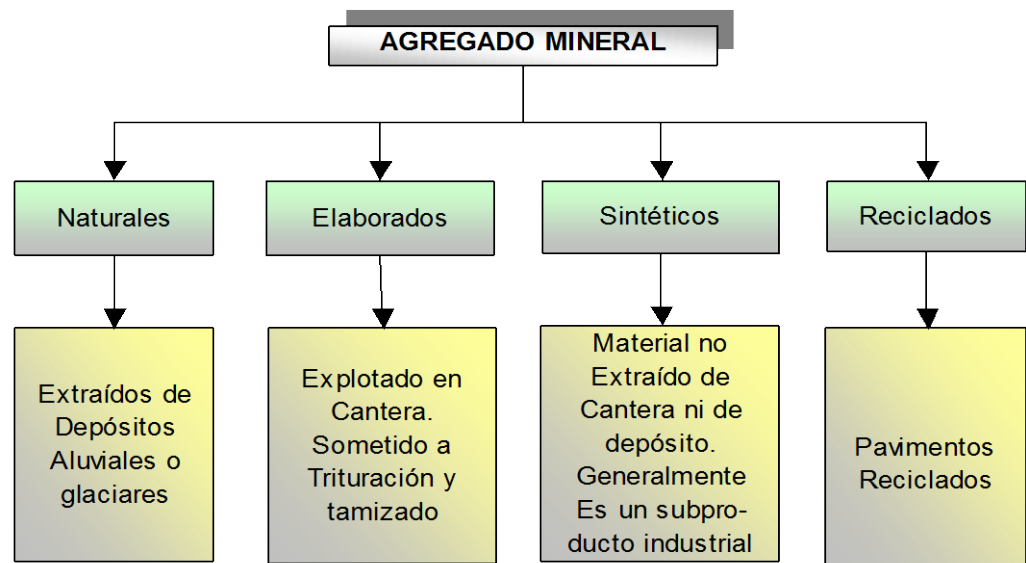 AGREGADO MINERAL
Naturales
Elaborados
Sintéticos
Reciclados
Extraídos de
Depósitos
Aluviales o
glaciares
Explotado en
Cantera.
Sometido a
Trituración y
tamizado
Material no
Extraído de
Cantera ni de
depósito.
Generalmente
Es un subpro-
ducto industrial
Pavimentos
Reciclados